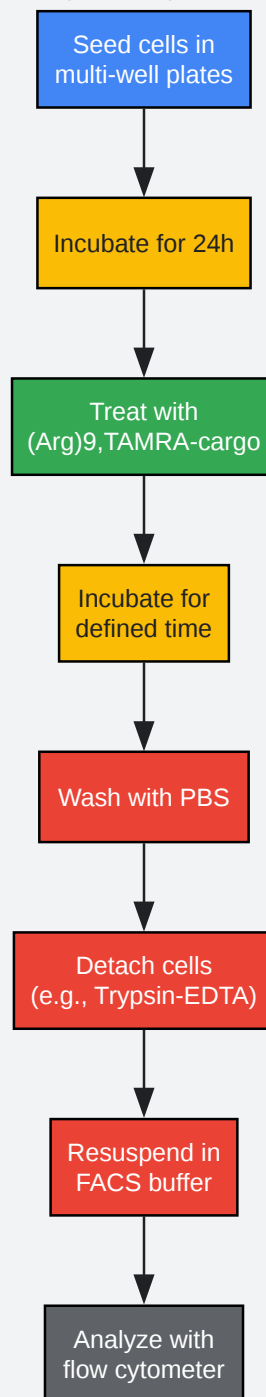 Seed cells in
multi-well plates
Incubate for 24h
Treat with
(Arg)9,TAMRA-cargo
Incubate for
defined time
Wash with PBS
Detach cells
(e.g., Trypsin-EDTA)
Resuspend in
FACS buffer
Analyze with
flow cytometer